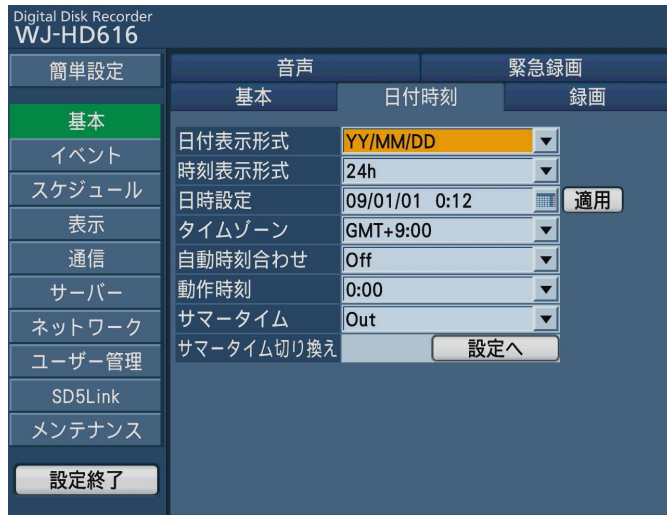 Digital Disk Recorder
WJ-HD616
簡単設定
基本
イベント
スケジュール
表示
通信
サーバー
ネットワーク
ユーザー管理
SD5Link
メンテナンス
設定終了
音声 緊急録画
基本 日付時刻 録画
日付表示形式 YY/MM/DD
時刻表示形式 24h
日時設定 09/01/01 0:12 適用
タイムゾーン GMT+9:00
自動時刻合わせ Off
動作時刻 0:00
サマータイム Out
サマータイム切り換え 設定へ